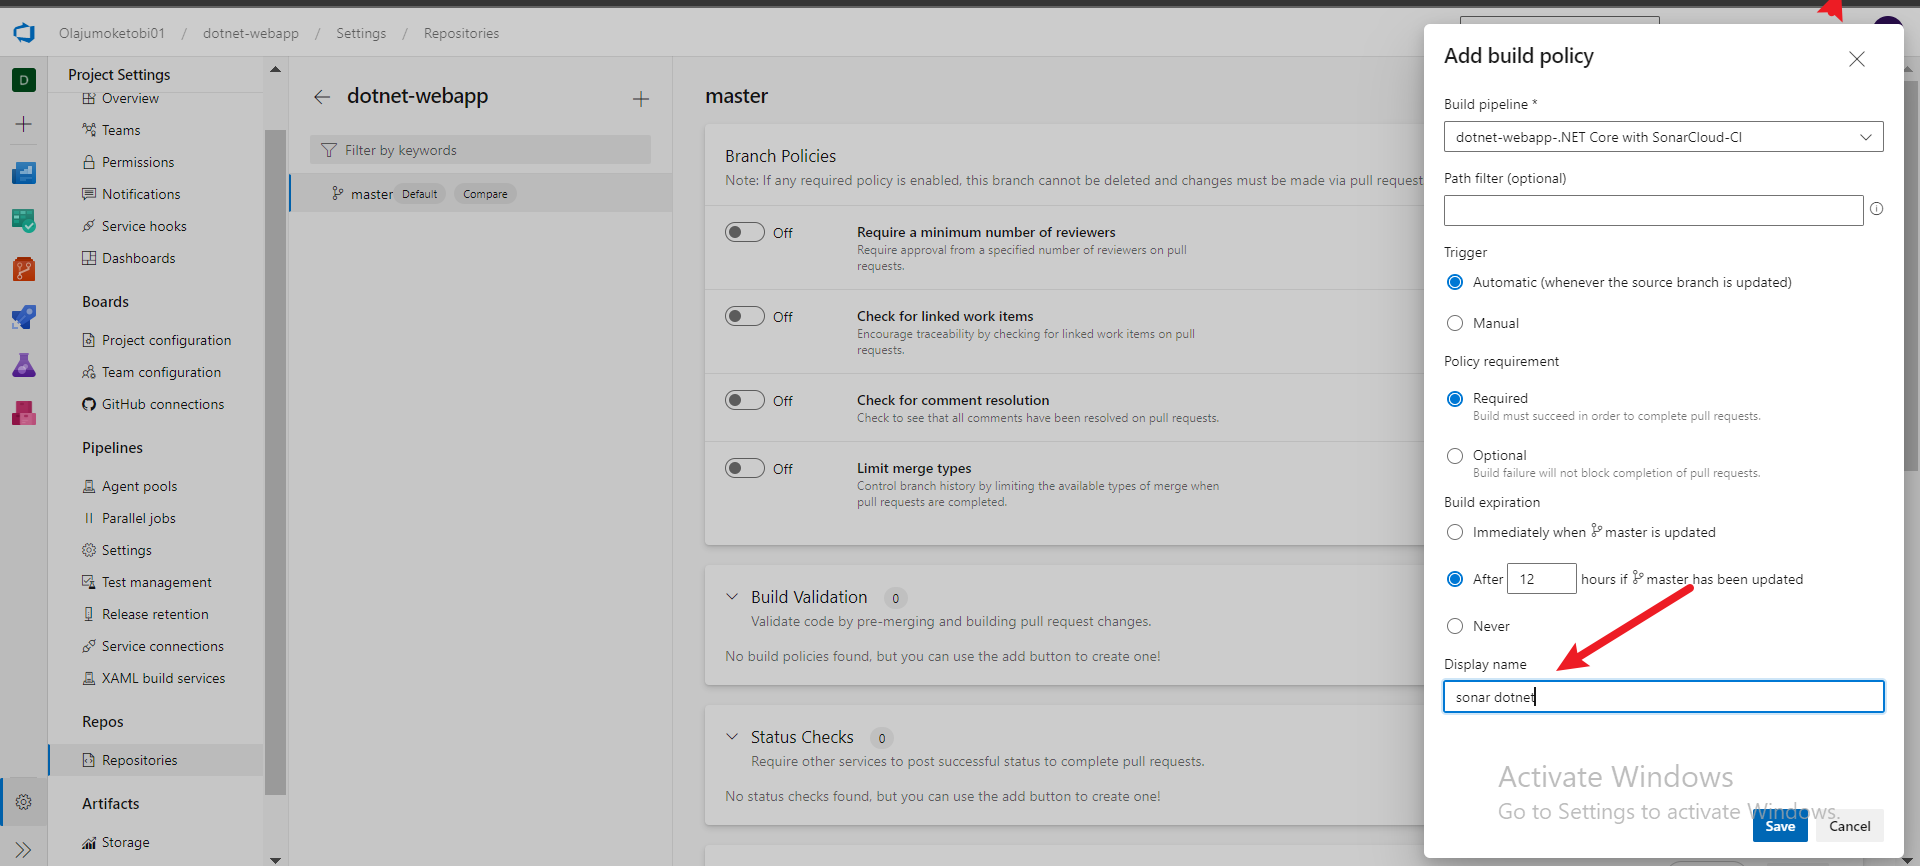 Olajumoketobi01 / dotnet-webapp / Settings / Repositories
D
Project Settings
Overview
Teams
Permissions
Notifications
Service hooks
Dashboards
Boards
Project configuration
Team configuration
GitHub connections
Pipelines
Agent pools
Parallel jobs
Settings
Test management
Release retention
Service connections
XAML build services
Repos
Repositories
Artifacts
Storage
dotnet-webapp
Filter by keywords
master Default Compare
master
Branch Policies
Note: If any required policy is enabled, this branch cannot be deleted and changes must be made via pull request
Off
Require a minimum number of reviewers
Require approval from a specified number of reviewers on pull
requests.
Off
Check for linked work items
Encourage traceability by checking for linked work items on pull
requests.
Off
Check for comment resolution
Check to see that all comments have been resolved on pull requests.
Off
Limit merge types
Control branch history by limiting the available types of merge when
pull requests are completed.
Build Validation 0
Validate code by pre-merging and building pull request changes.
No build policies found, but you can use the add button to create one!
Status Checks 0
Require other services to post successful status to complete pull requests.
No status checks found, but you can use the add button to create one!
Add build policy
Build pipeline *
dotnet-webapp-.NET Core with SonarCloud-CI
Path filter (optional)
Trigger
Automatic (whenever the source branch is updated)
Manual
Policy requirement
Required
Build must succeed in order to complete pull requests.
Optional
Build failure will not block completion of pull requests.
Build expiration
Immediately when master is updated
After 12 hours if master has been updated
Never
Display name
sonar dotnet
Activate Windows
Go to Settings to activate Windows.
Save
Cancel